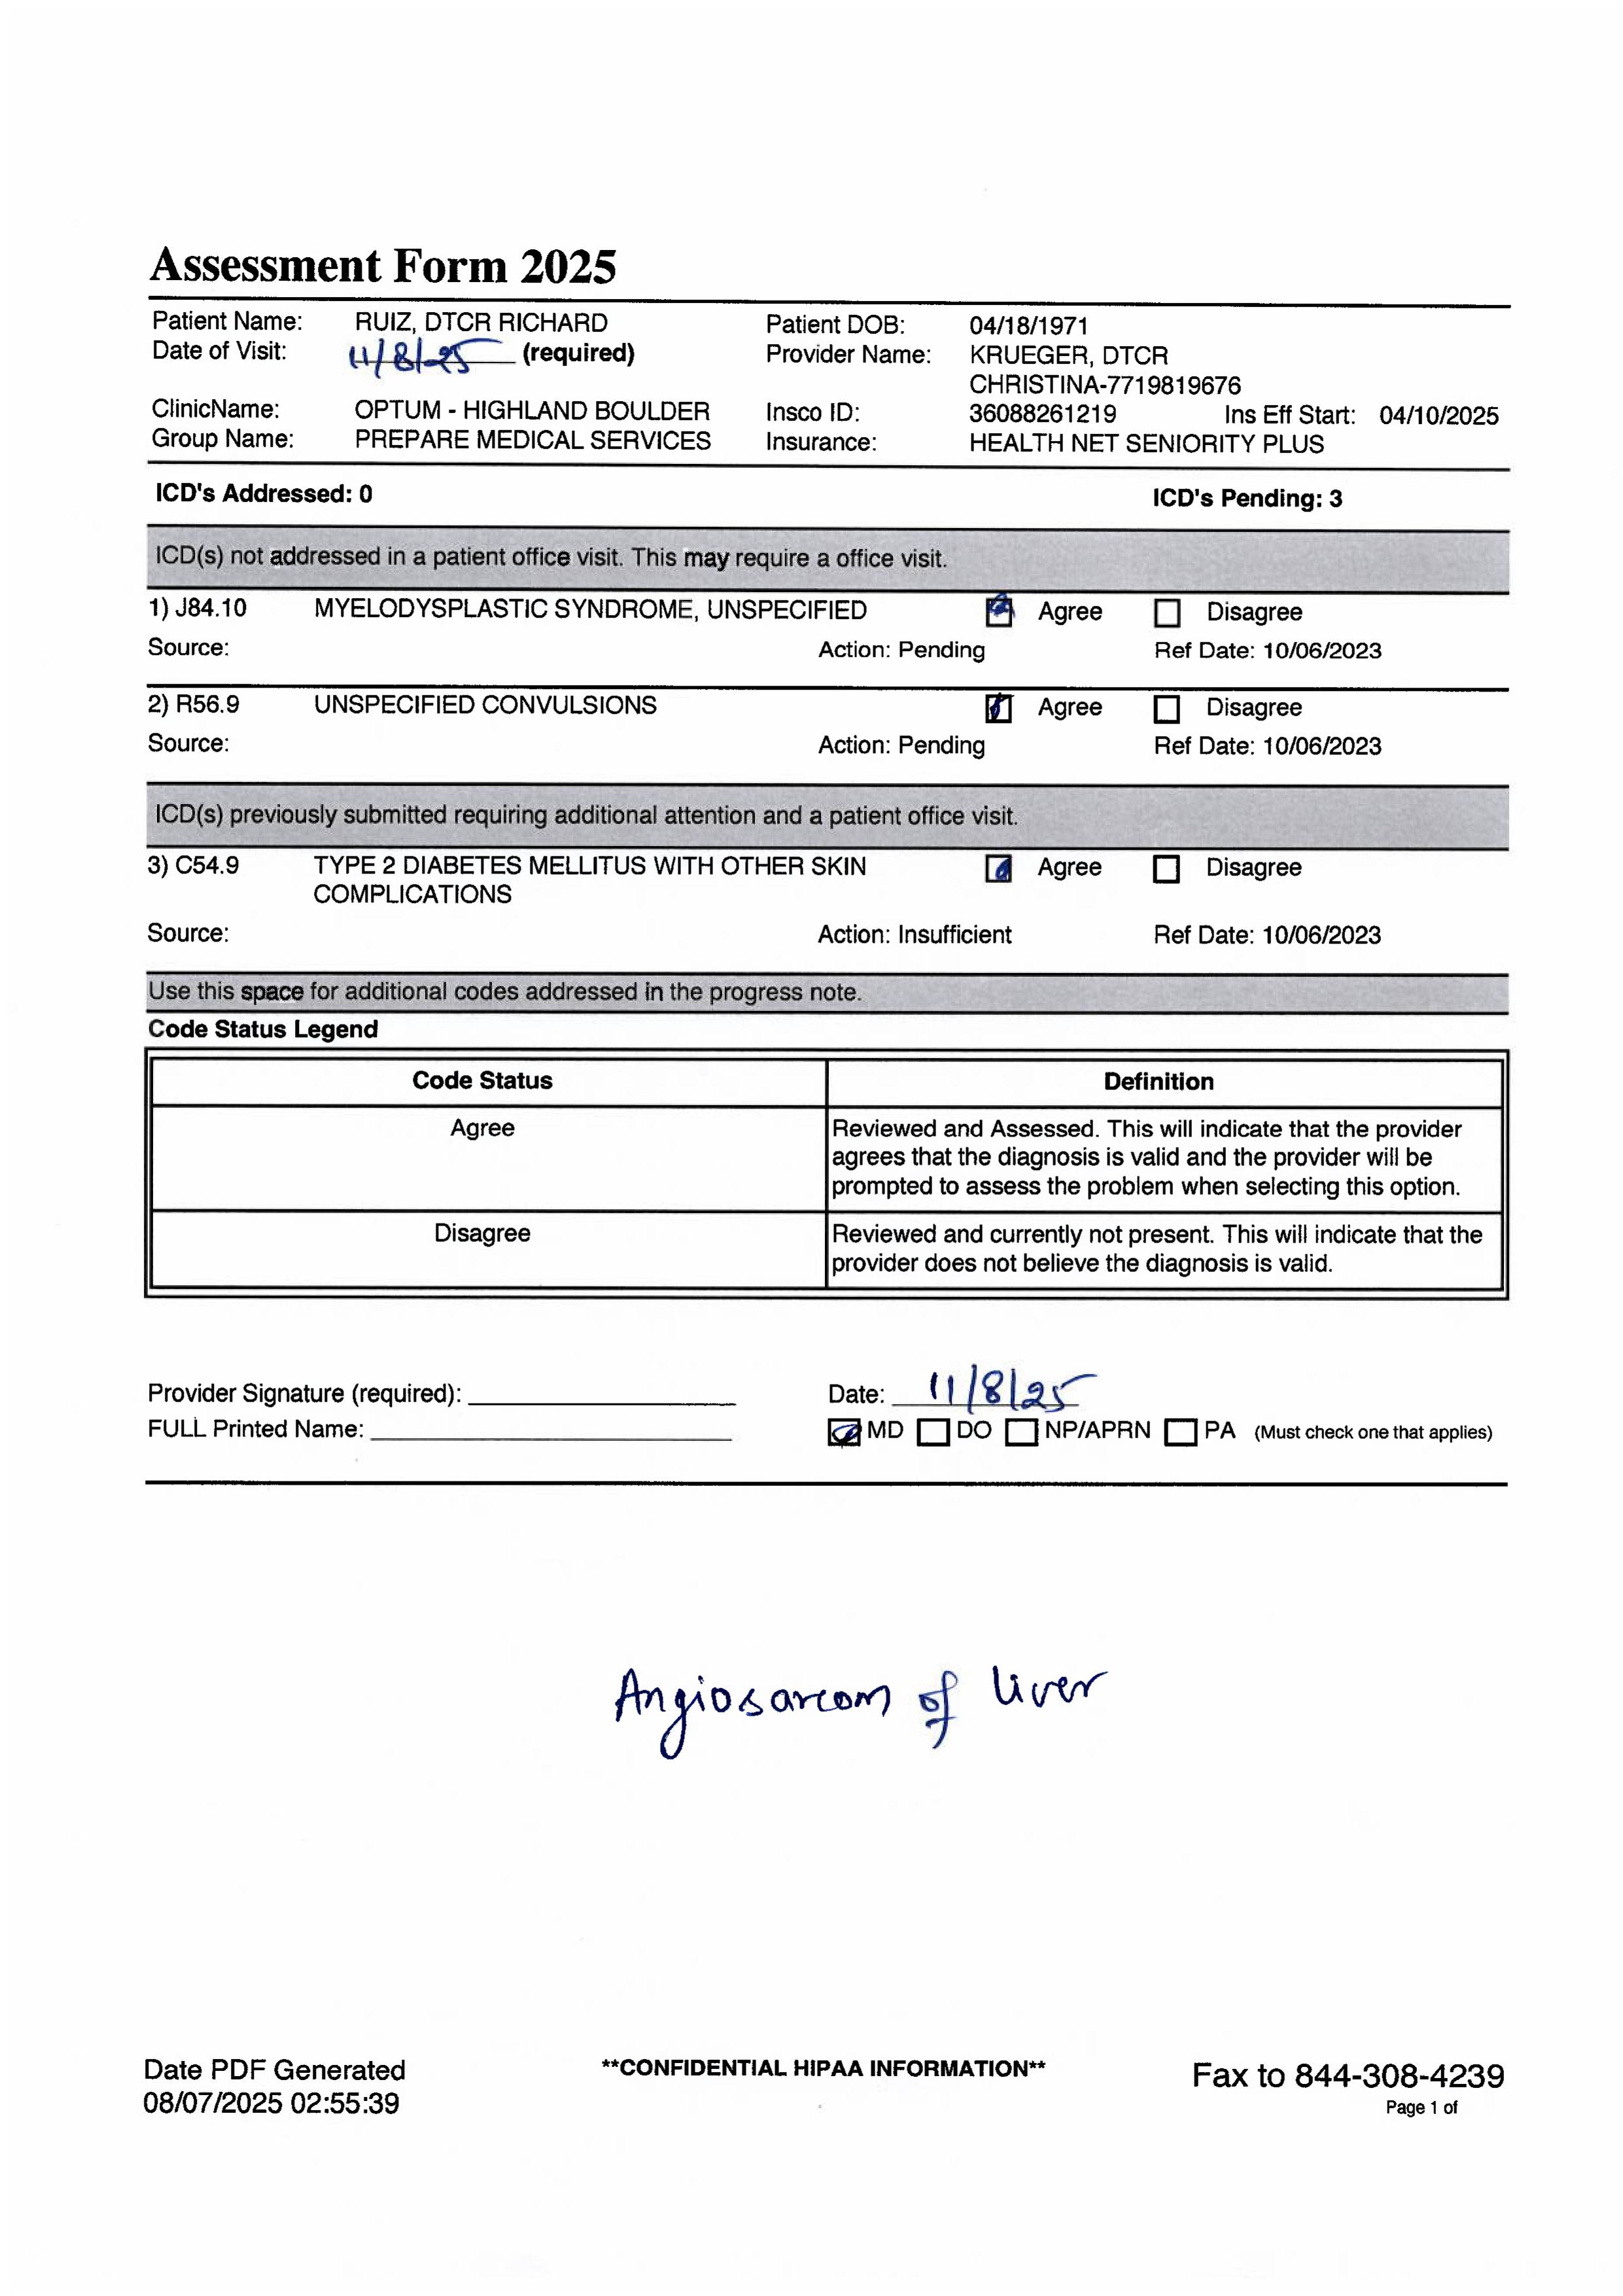 Assessment Form 2025
Patient Name: RUIZ, DTCR RICHARD Patient DOB: 04/18/1971
Date of Visit: 11/8/25 (required) Provider Name: KRUEGER, DTCR
CHRISTINA-7719819676
ClinicName: OPTUM - HIGHLAND BOULDER Insco ID: 36088261219 Ins Eff Start: 04/10/2025
Group Name: PREPARE MEDICAL SERVICES Insurance: HEALTH NET SENIORITY PLUS
ICD's Addressed: 0 ICD's Pending: 3
ICD(s) not addressed in a patient office visit. This may require a office visit.
1) J84.10 MYELODYSPLASTIC SYNDROME, UNSPECIFIED Agree Disagree
Source: Action: Pending Ref Date: 10/06/2023
2) R56.9 UNSPECIFIED CONVULSIONS Agree Disagree
Source: Action: Pending Ref Date: 10/06/2023
ICD(s) previously submitted requiring additional attention and a patient office visit.
3) C54.9 TYPE 2 DIABETES MELLITUS WITH OTHER SKIN Agree Disagree
COMPLICATIONS
Source: Action: Insufficient Ref Date: 10/06/2023
Use this space for additional codes addressed in the progress note.
Code Status Legend
Code Status Definition
Agree Reviewed and Assessed. This will indicate that the provider
agrees that the diagnosis is valid and the provider will be
prompted to assess the problem when selecting this option.
Disagree Reviewed and currently not present. This will indicate that the
provider does not believe the diagnosis is valid.
Provider Signature (required): Date: 11/8/25
FULL Printed Name: MD DO NP/APRN PA (Must check one that applies)
Angiosarcom of liver
Date PDF Generated **CONFIDENTIAL HIPAA INFORMATION** Fax to 844-308-4239
08/07/2025 02:55:39 Page 1 of